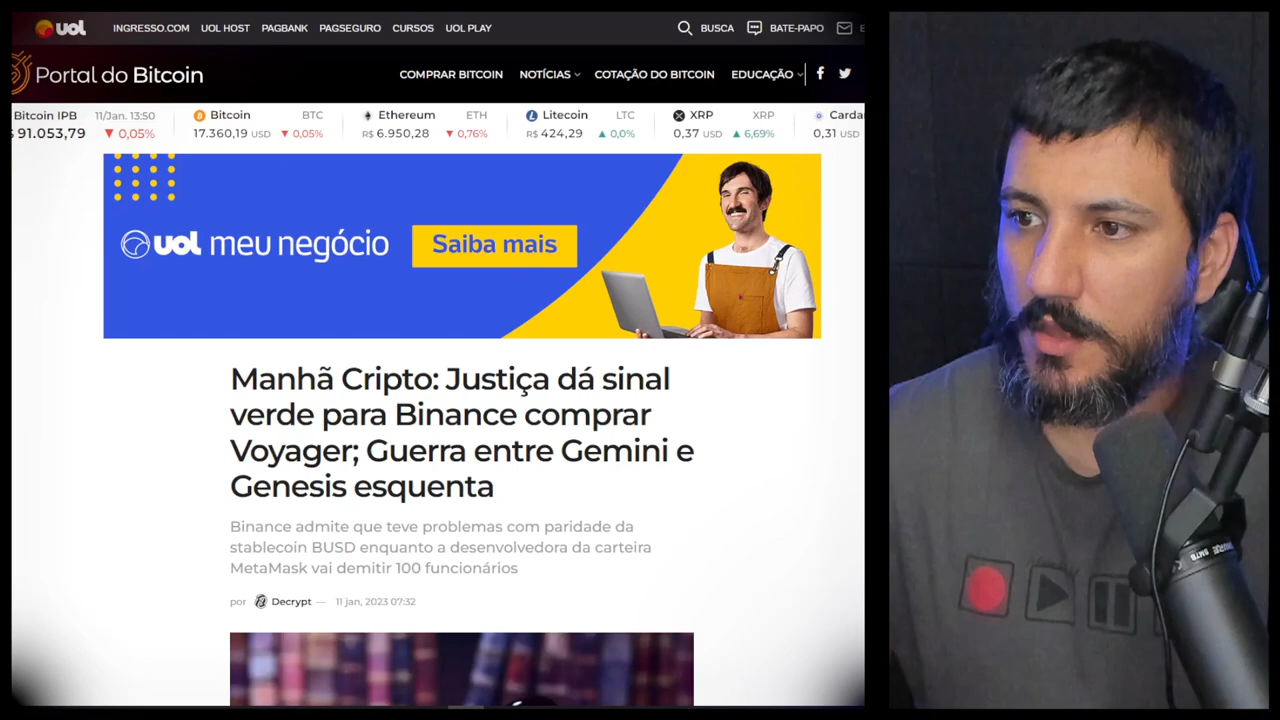 uol INGRESSO.COM UOL HOST PAGBANK PAGSEGURO CURSOS UOL PLAY BUSCA BATE-PAPO
Portal do Bitcoin COMPRAR BITCOIN NOTÍCIAS COTAÇÃO DO BITCOIN EDUCAÇÃO
Bitcoin IPB 11/Jan. 13:50 Bitcoin BTC Ethereum ETH Litecoin LTC XRP XRP Cardan
91.053,79 0,05% 17.360,19 USD 0,05% R$ 6.950,28 0,76% R$ 424,29 0,0% 0,37 USD 6,69% 0,31 USD
uol meu negócio Saiba mais
Manhã Cripto: Justiça dá sinal
verde para Binance comprar
Voyager; Guerra entre Gemini e
Genesis esquenta
Binance admite que teve problemas com paridade da
stablecoin BUSD enquanto a desenvolvedora da carteira
MetaMask vai demitir 100 funcionários
por Decrypt — 11 jan, 2023 07:32
SM7B